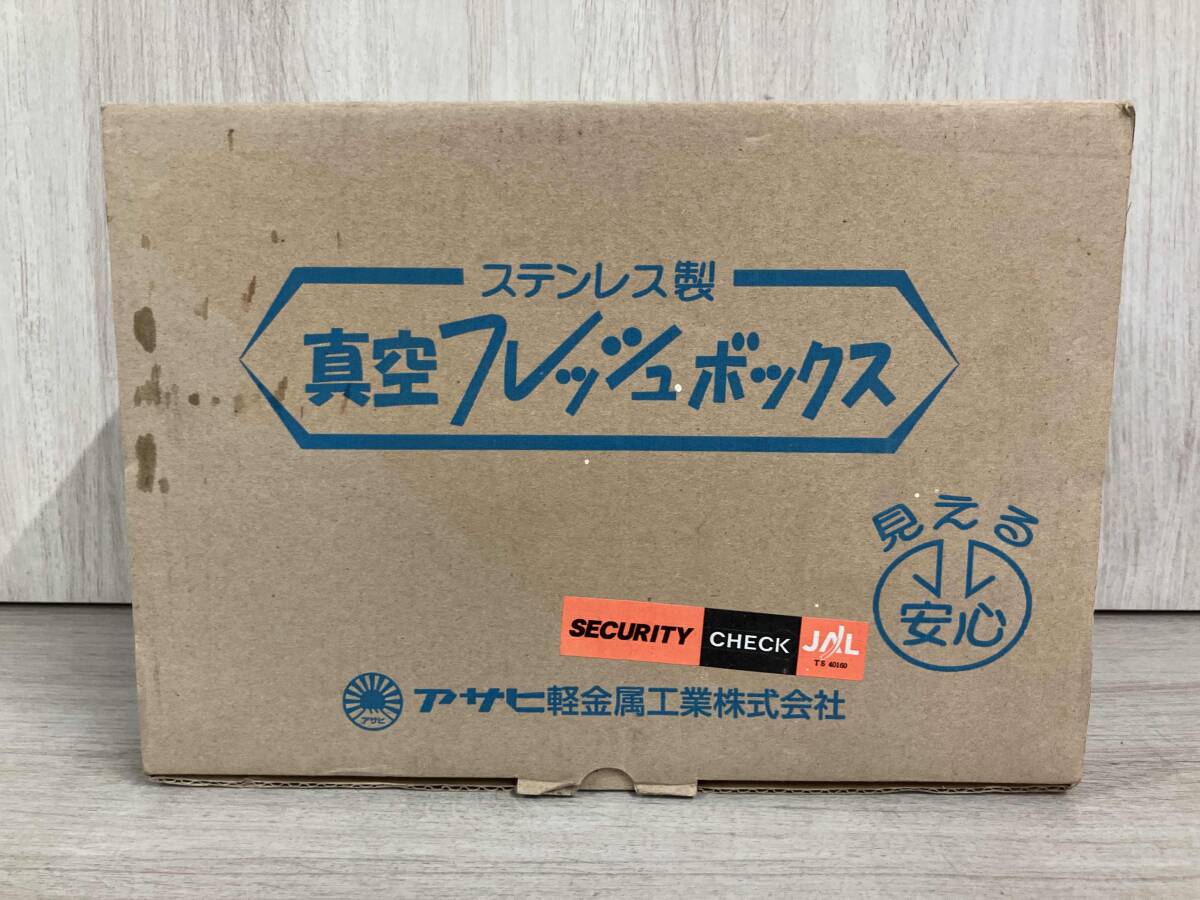 ステンレス製
真空フレッシュボックス
見える
安心
SECURITY CHECK JAL
TS 40160
アサヒ
アサヒ軽金属工業株式会社